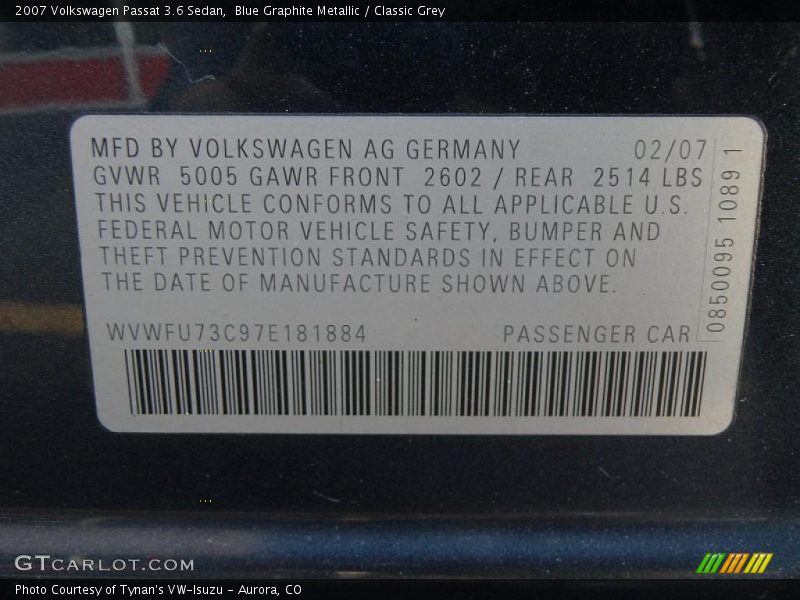 2007 Volkswagen Passat 3.6 Sedan,  Blue Graphite Metallic / Classic Grey
MFD BY VOLKSWAGEN AG GERMANY 02/07
GVWR 5005 GAWR FRONT 2602 / REAR 2514 LBS
THIS VEHICLE CONFORMS TO ALL APPLICABLE U.S.
FEDERAL MOTOR VEHICLE SAFETY, BUMPER AND
THEFT PREVENTION STANDARDS IN EFFECT ON
THE DATE OF MANUFACTURE SHOWN ABOVE.
WVWFU73C97E181884 PASSENGER CAR
0850095 1089 1
GTCARLOT.COM
Photo Courtesy of Tynan's VW-Isuzu - Aurora, CO